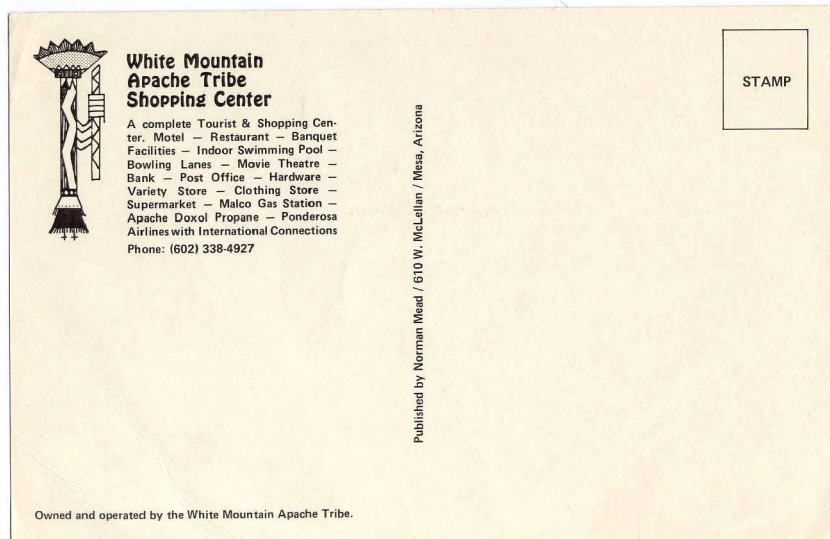 White Mountain
Apache Tribe
Shopping Center
A complete Tourist & Shopping Cen-
ter. Motel — Restaurant — Banquet
Facilities — Indoor Swimming Pool —
Bowling Lanes — Movie Theatre —
Bank — Post Office — Hardware —
Variety Store — Clothing Store —
Supermarket — Malco Gas Station —
Apache Doxol Propane — Ponderosa
Airlines with International Connections
Phone: (602) 338-4927
Published by Norman Mead / 610 W. McLellan / Mesa, Arizona
STAMP
Owned and operated by the White Mountain Apache Tribe.